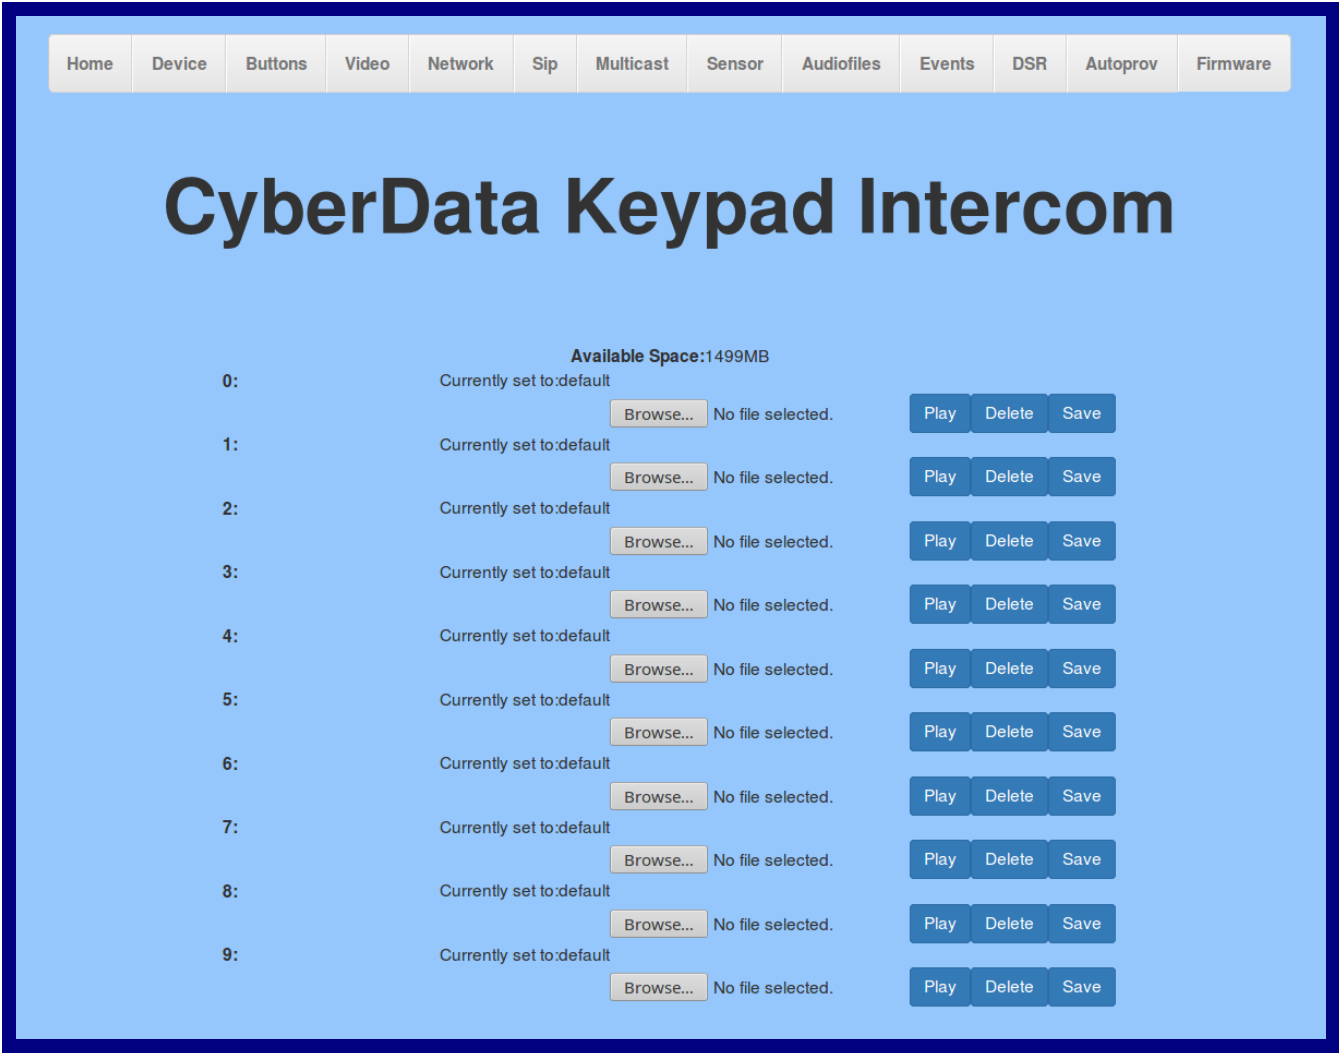 Home Device Buttons Video Network Sip Multicast Sensor Audiofiles Events DSR Autoprov Firmware
CyberData Keypad Intercom
Available Space:1499MB
0: Currently set to:default
Browse... No file selected. Play Delete Save
1: Currently set to:default
Browse... No file selected. Play Delete Save
2: Currently set to:default
Browse... No file selected. Play Delete Save
3: Currently set to:default
Browse... No file selected. Play Delete Save
4: Currently set to:default
Browse... No file selected. Play Delete Save
5: Currently set to:default
Browse... No file selected. Play Delete Save
6: Currently set to:default
Browse... No file selected. Play Delete Save
7: Currently set to:default
Browse... No file selected. Play Delete Save
8: Currently set to:default
Browse... No file selected. Play Delete Save
9: Currently set to:default
Browse... No file selected. Play Delete Save